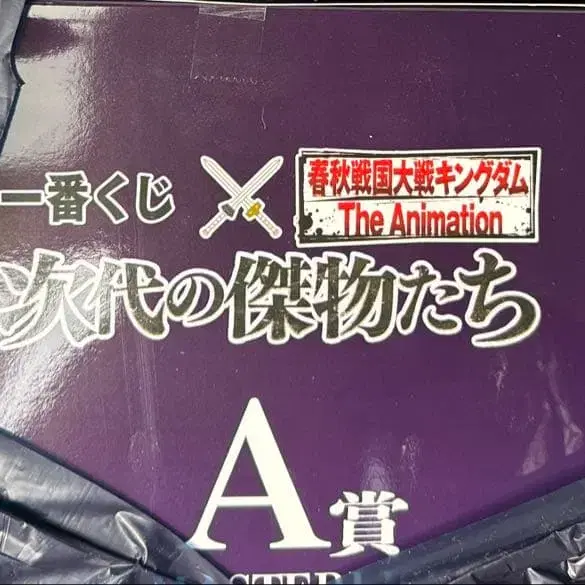 一番くじ
春秋戦国大戦キングダム
The Animation
次代の傑物たち
A賞